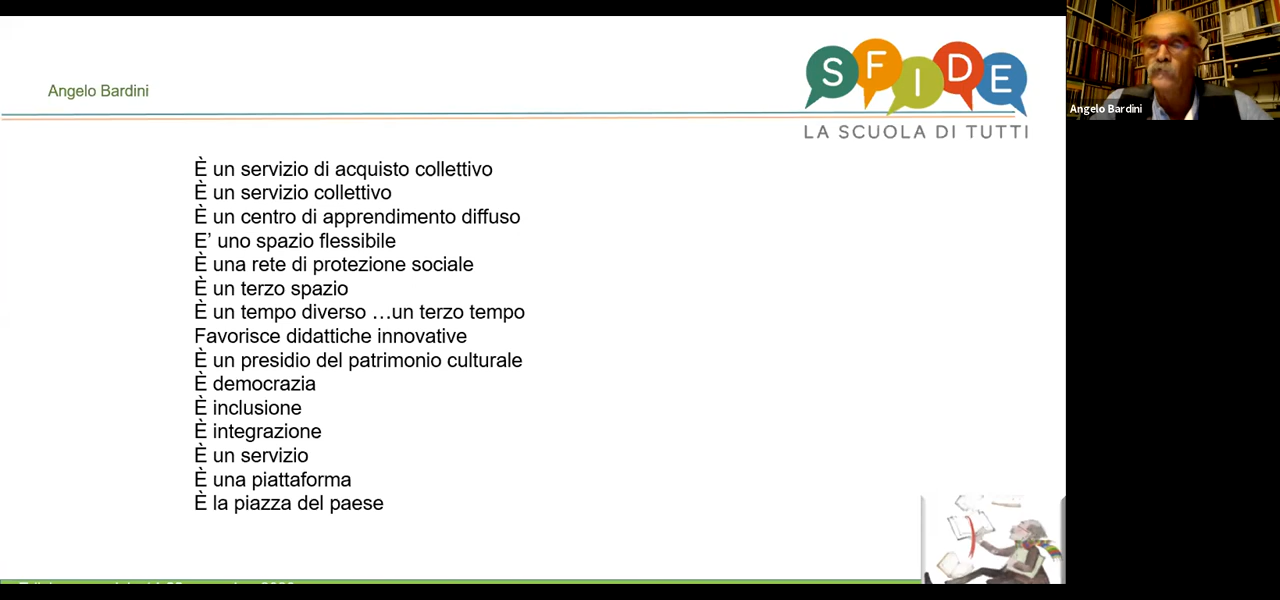 Angelo Bardini
SFIDE
LA SCUOLA DI TUTTI
Angelo Bardini
È un servizio di acquisto collettivo
È un servizio collettivo
È un centro di apprendimento diffuso
E’ uno spazio flessibile
È una rete di protezione sociale
È un terzo spazio
È un tempo diverso …un terzo tempo
Favorisce didattiche innovative
È un presidio del patrimonio culturale
È democrazia
È inclusione
È integrazione
È un servizio
È una piattaforma
È la piazza del paese